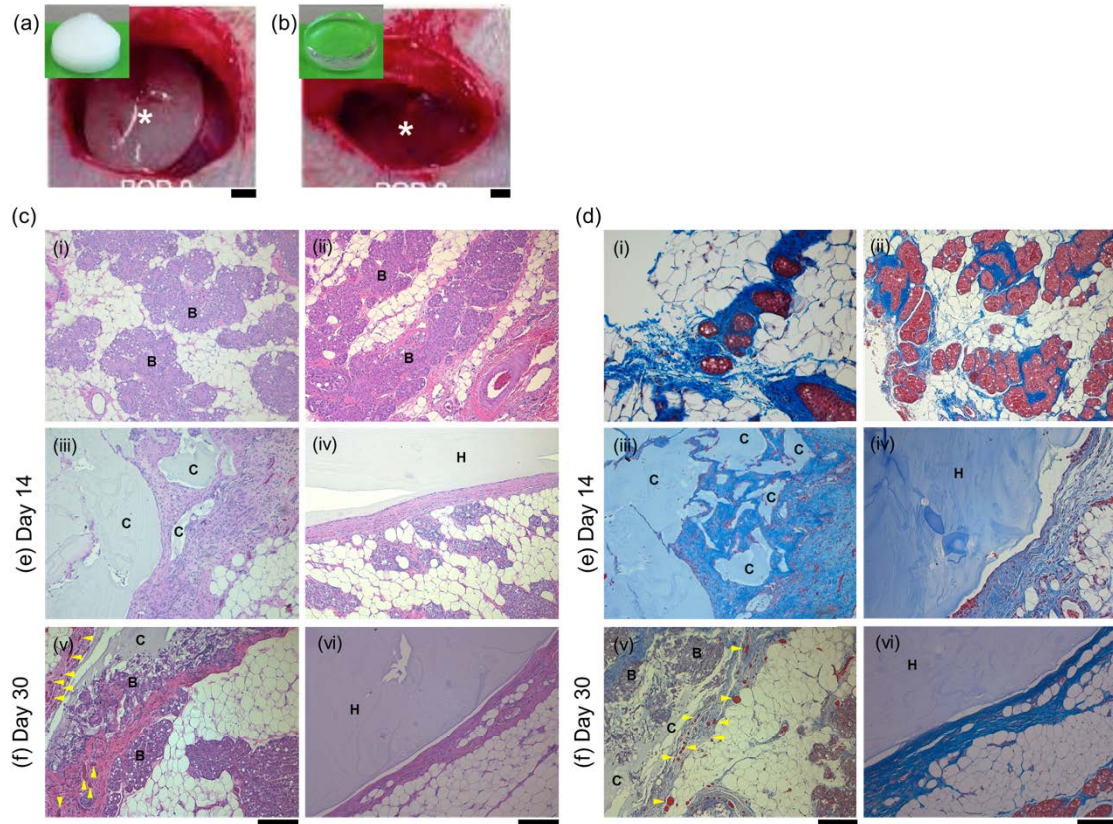 (a) * (b) *
(c) (d)
(i) B B (ii) B B (i) (ii)
(e) Day 14 (iii) C C C (iv) H (e) Day 14 (iii) C C C C C (iv) H
(f) Day 30 (v) C B B (vi) H (f) Day 30 (v) B B C C (vi) H